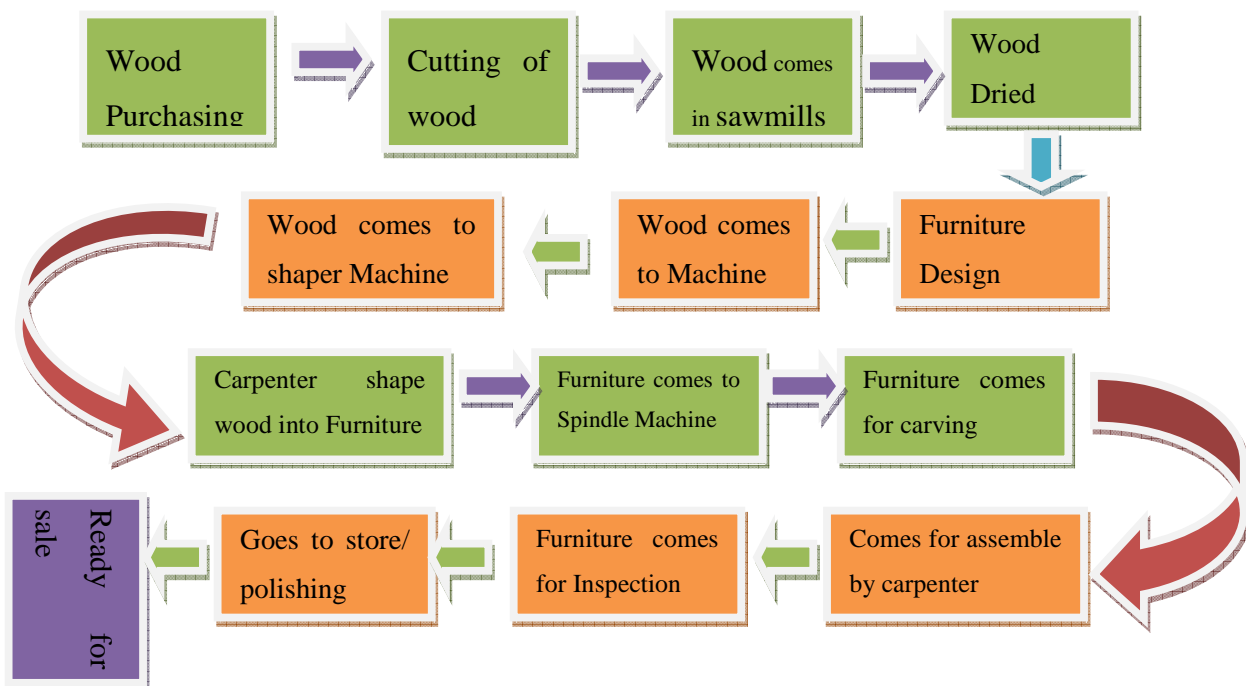 Wood
Purchasing
Cutting of
wood
Wood comes
in sawmills
Wood
Dried
Furniture
Design
Wood comes
to Machine
Wood comes to
shaper Machine
Carpenter shape
wood into Furniture
Furniture comes to
Spindle Machine
Furniture comes
for carving
Comes for assemble
by carpenter
Furniture comes
for Inspection
Goes to store/
polishing
Ready for
sale